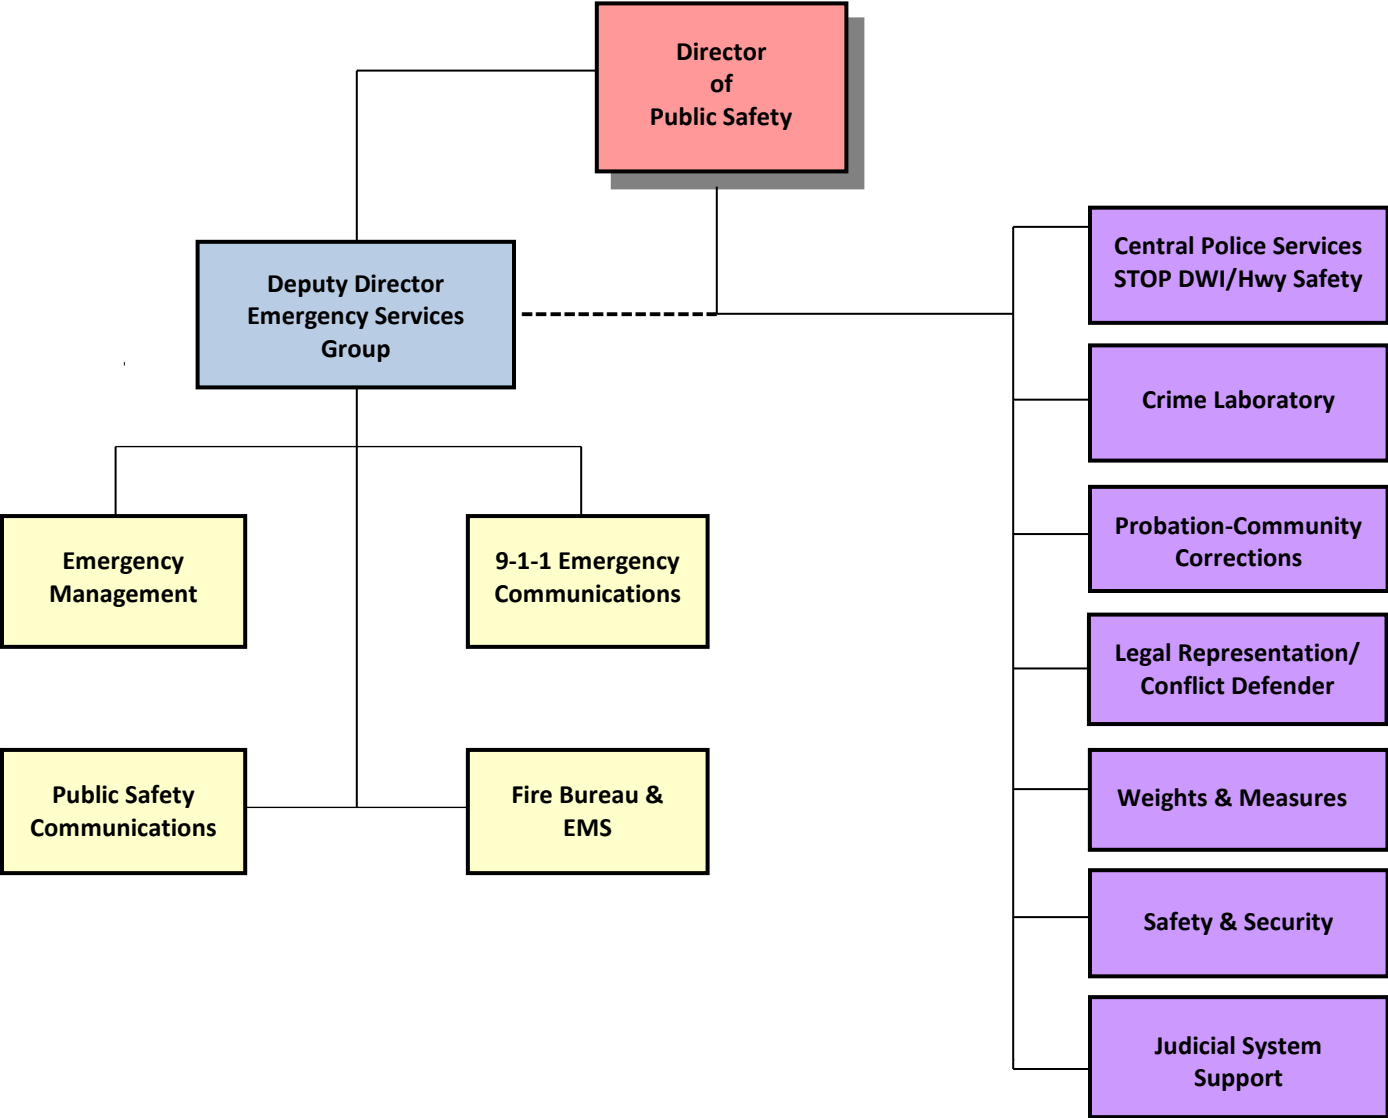 Director
of
Public Safety
Deputy Director
Emergency Services
Group
Emergency
Management
9-1-1 Emergency
Communications
Public Safety
Communications
Fire Bureau &
EMS
Central Police Services
STOP DWI/Hwy Safety
Crime Laboratory
Probation-Community
Corrections
Legal Representation/
Conflict Defender
Weights & Measures
Safety & Security
Judicial System
Support